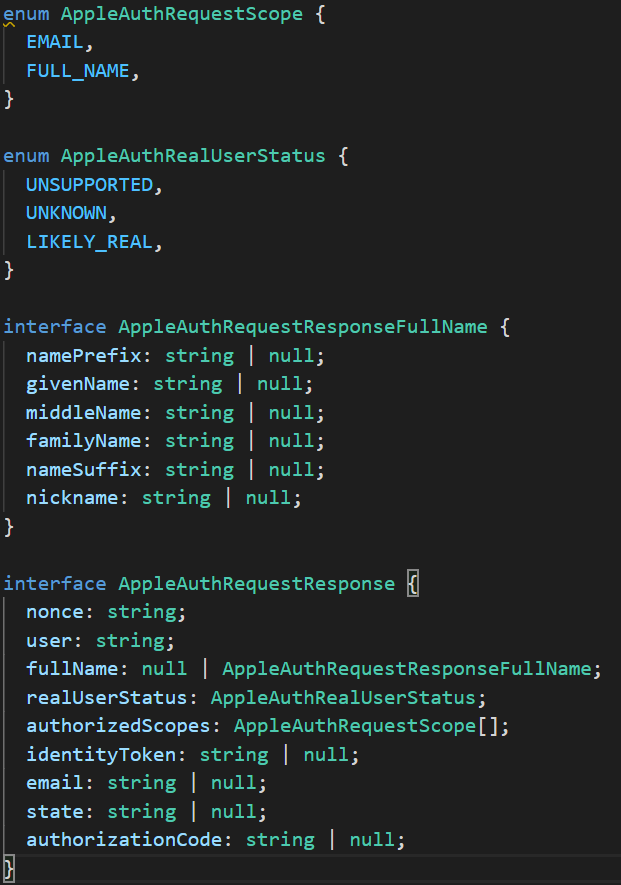 enum AppleAuthRequestScope {
  EMAIL,
  FULL_NAME,
}
enum AppleAuthRealUserStatus {
  UNSUPPORTED,
  UNKNOWN,
  LIKELY_REAL,
}
interface AppleAuthRequestResponseFullName {
  namePrefix: string | null;
  givenName: string | null;
  middleName: string | null;
  familyName: string | null;
  nameSuffix: string | null;
  nickname: string | null;
}
interface AppleAuthRequestResponse {
  nonce: string;
  user: string;
  fullName: null | AppleAuthRequestResponseFullName;
  realUserStatus: AppleAuthRealUserStatus;
  authorizedScopes: AppleAuthRequestScope[];
  identityToken: string | null;
  email: string | null;
  state: string | null;
  authorizationCode: string | null;
}